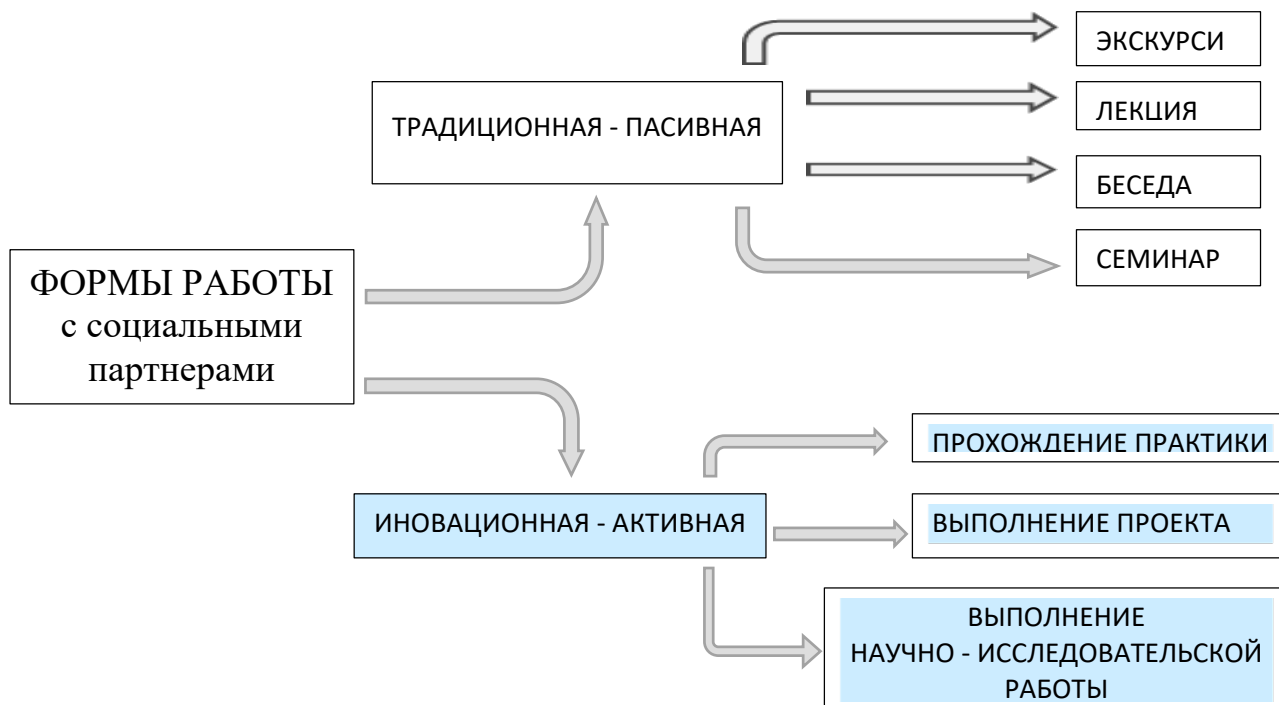 ЭКСКУРСИ
ЛЕКЦИЯ
ТРАДИЦИОННАЯ - ПАСИВНАЯ
БЕСЕДА
СЕМИНАР
ФОРМЫ РАБОТЫ
с социальными
партнерами
ПРОХОЖДЕНИЕ ПРАКТИКИ
ИНОВАЦИОННАЯ - АКТИВНАЯ
ВЫПОЛНЕНИЕ ПРОЕКТА
ВЫПОЛНЕНИЕ
НАУЧНО - ИССЛЕДОВАТЕЛЬСКОЙ
РАБОТЫ